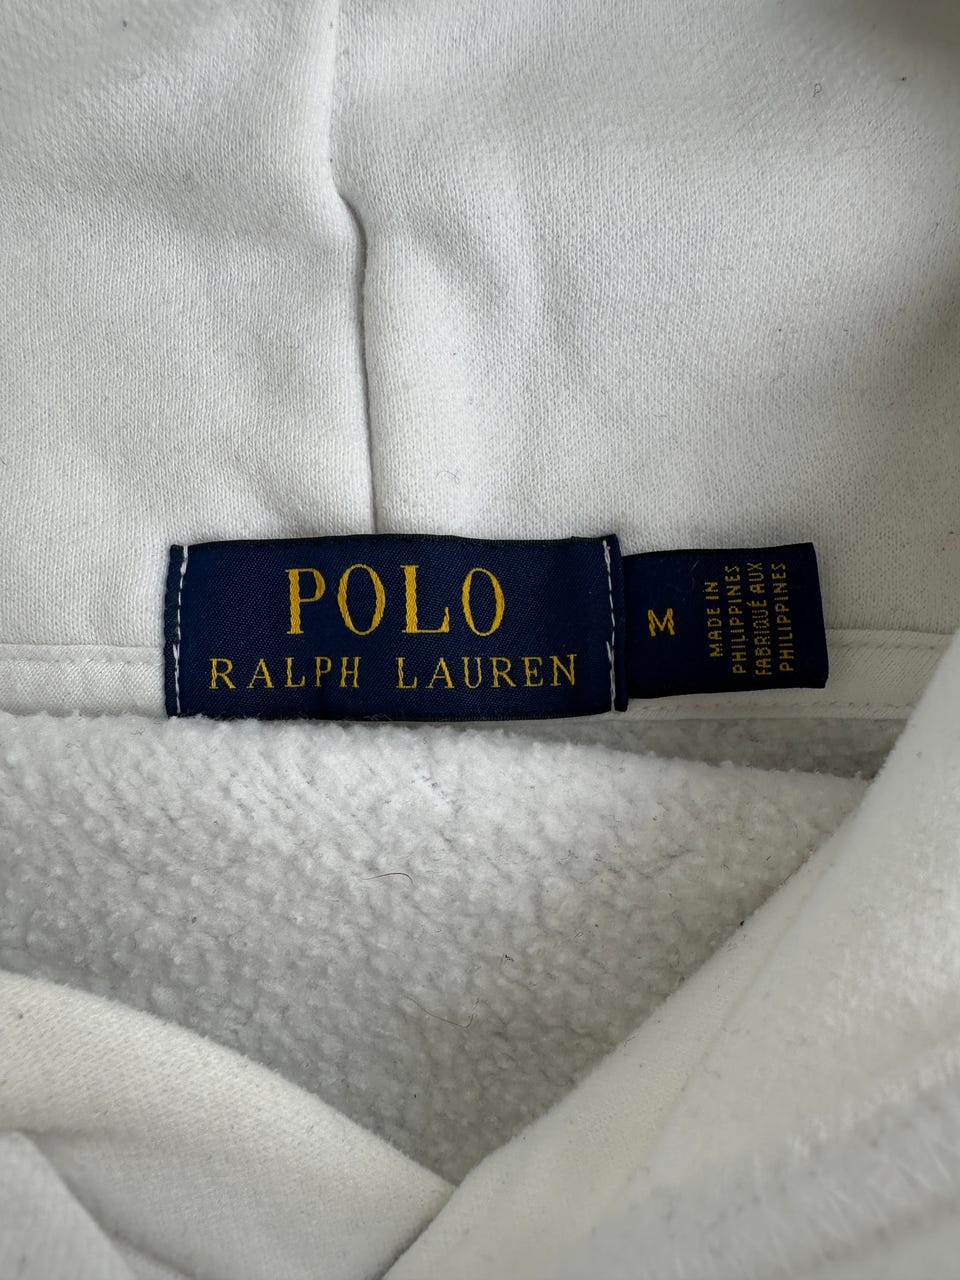 POLO
RALPH LAUREN
M
MADE IN
PHILIPPINES
FABRIQUÉ AUX
PHILIPPINES